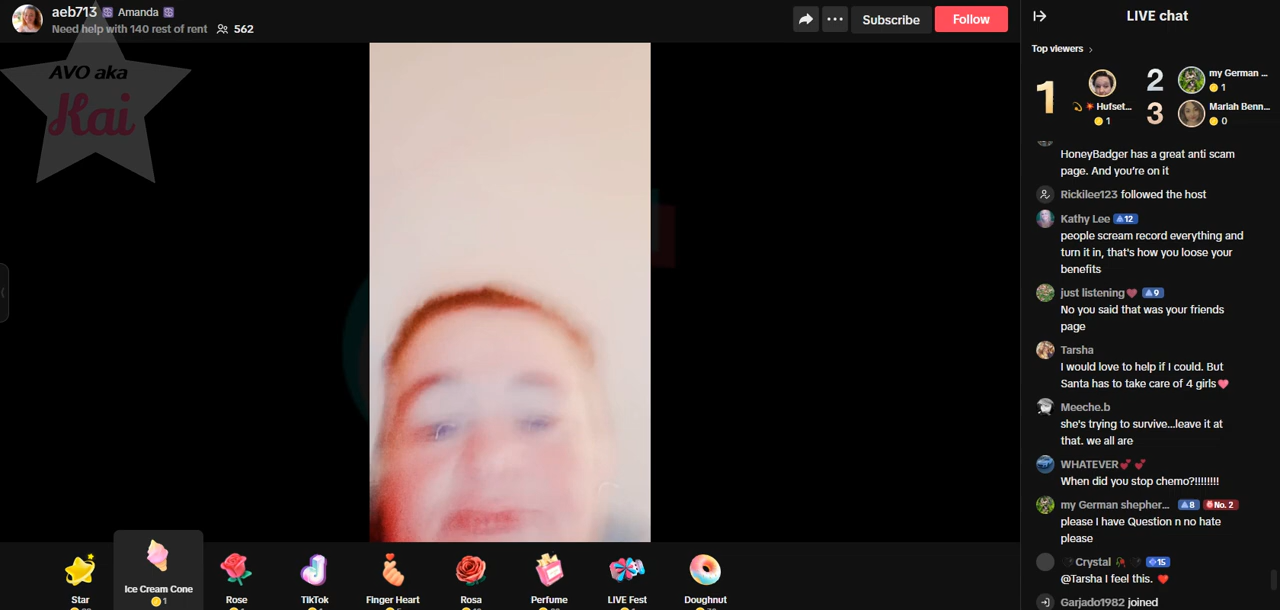 aeb713 Amanda
Need help with 140 rest of rent 562
Subscribe
Follow
AVO aka
Kai
LIVE chat
Top viewers
1
Hufset...
1
2
my German ...
1
3
Mariah Benn...
0
HoneyBadger has a great anti scam
page. And you're on it
Rickilee123 followed the host
Kathy Lee 12
people scream record everything and
turn it in, that's how you loose your
benefits
just listening 9
No you said that was your friends
page
Tarsha
I would love to help if I could. But
Santa has to take care of 4 girls
Meeche.b
she's trying to survive...leave it at
that. we all are
WHATEVER
When did you stop chemo?!!!!!!!!
my German shepher... 8 No. 2
please I have Question n no hate
please
Crystal 15
@Tarsha I feel this.
Garjado1982 joined
Star
Ice Cream Cone
1
Rose
TikTok
Finger Heart
Rosa
Perfume
LIVE Fest
Doughnut